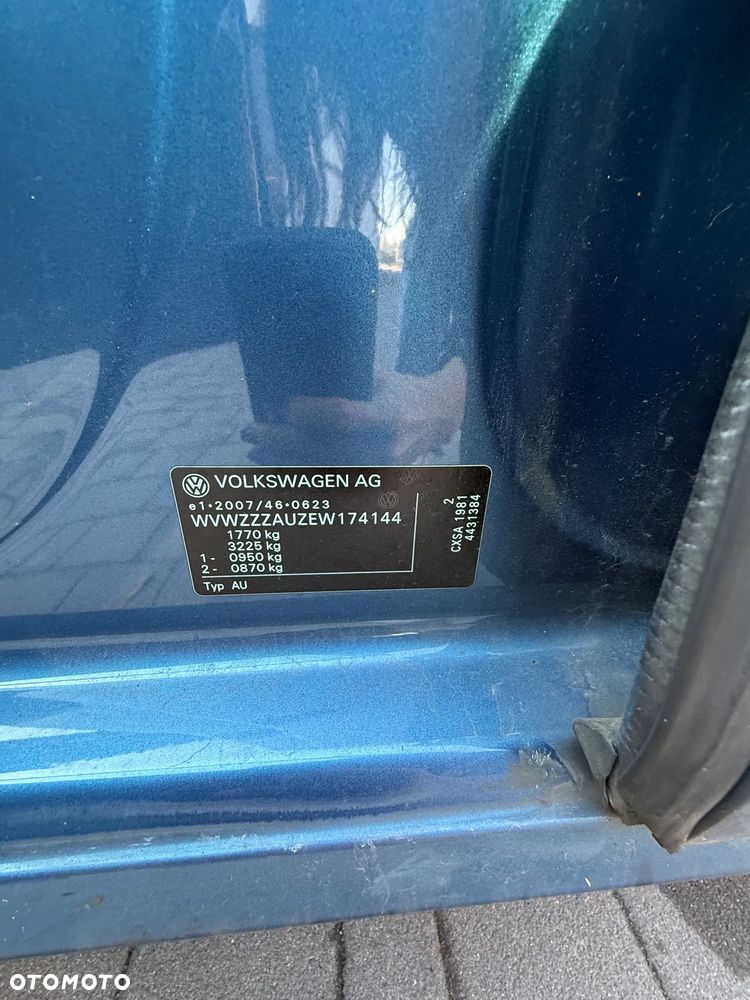 VOLKSWAGEN AG
e1*2007/46*0623
WVWZZZAUZEW174144
1770 kg
3225 kg
1- 0950 kg
2- 0870 kg
Typ AU
2
CXSA 1981
4431384
OTOMOTO